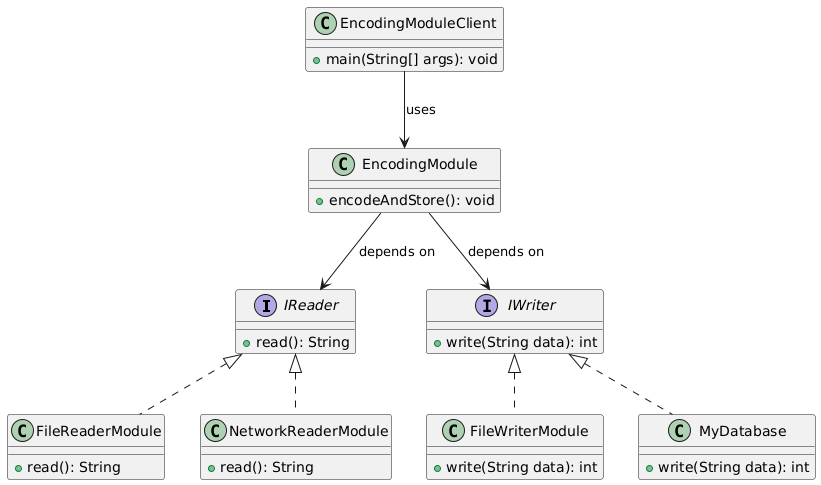 C EncodingModuleClient
+ main(String[] args): void
uses
C EncodingModule
+ encodeAndStore(): void
depends on
depends on
I IReader
+ read(): String
I IWriter
+ write(String data): int
C FileReaderModule
+ read(): String
C NetworkReaderModule
+ read(): String
C FileWriterModule
+ write(String data): int
C MyDatabase
+ write(String data): int